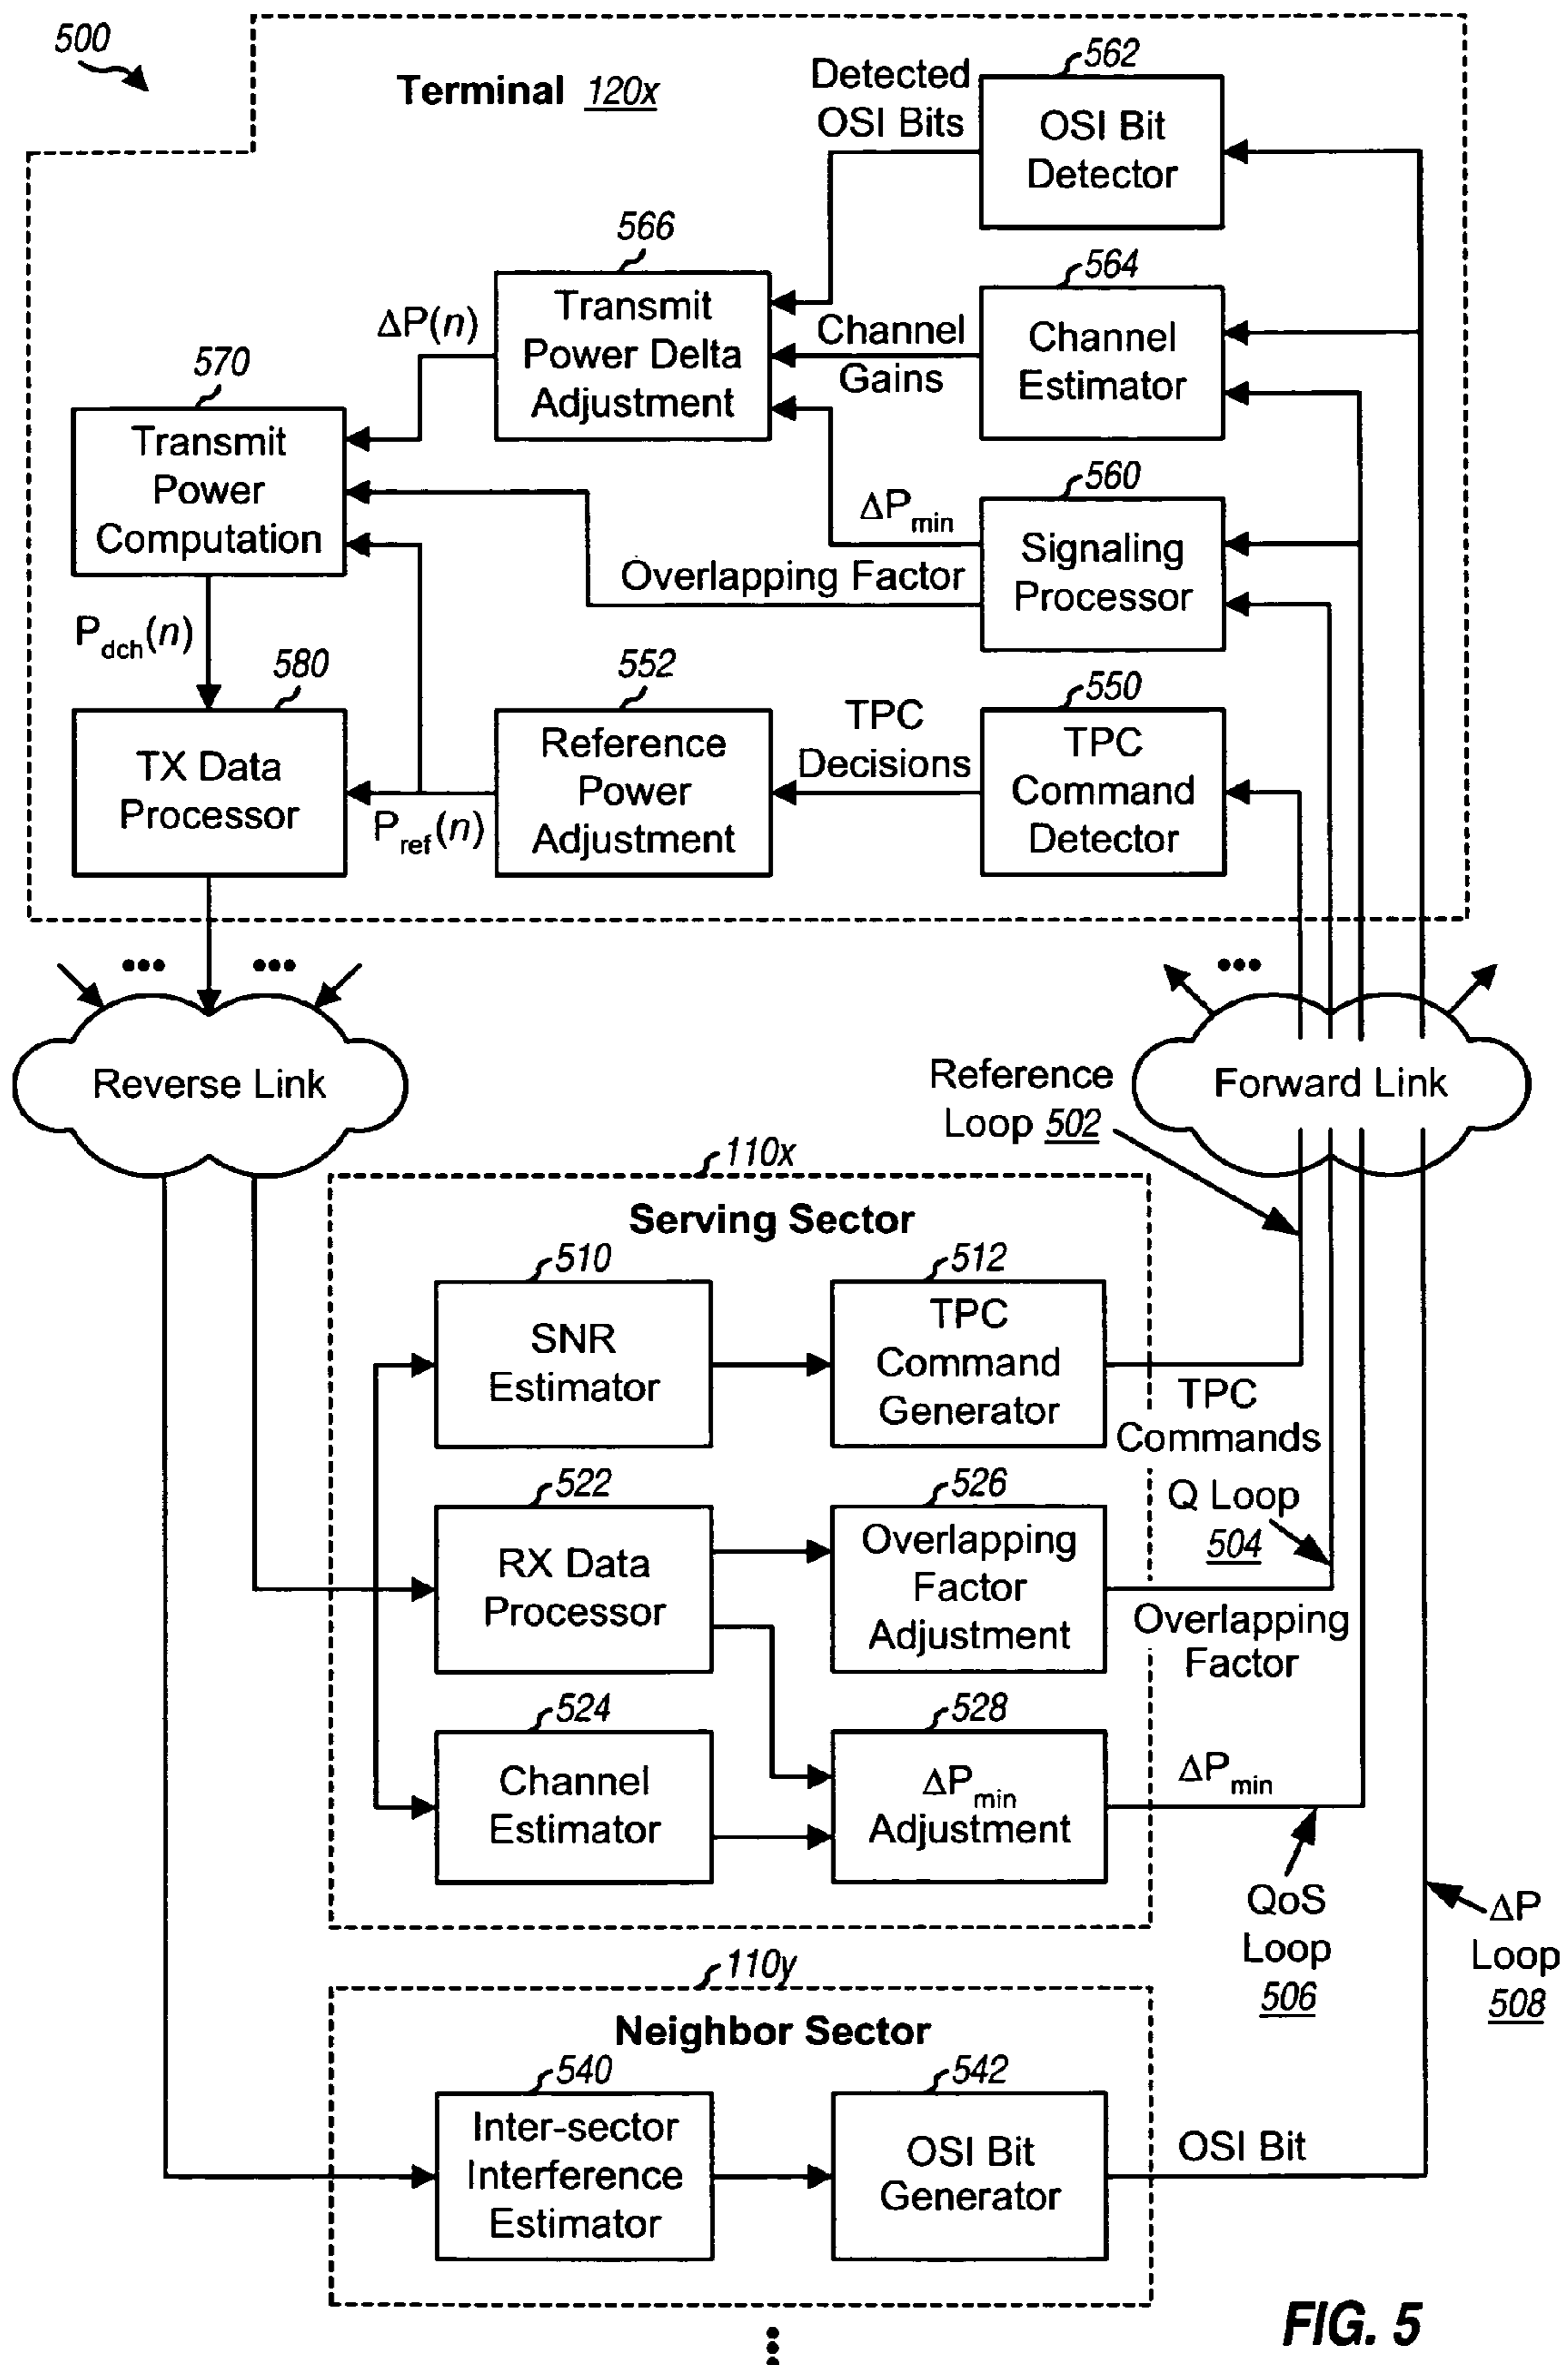 500
Terminal 120x
562
Detected
OSI Bits
OSI Bit
Detector
566
Transmit
Power Delta
Adjustment
ΔP(n)
564
Channel
Gains
Channel
Estimator
570
Transmit
Power
Computation
560
ΔPmin
Signaling
Processor
Overlapping Factor
Pdch(n)
580
TX Data
Processor
Pref(n)
552
Reference
Power
Adjustment
TPC
Decisions
550
TPC
Command
Detector
Reverse Link
Forward Link
Reference
Loop 502
110x
Serving Sector
510
SNR
Estimator
512
TPC
Command
Generator
TPC
Commands
522
RX Data
Processor
526
Overlapping
Factor
Adjustment
Q Loop
504
Overlapping
Factor
524
Channel
Estimator
528
ΔPmin
Adjustment
ΔPmin
QoS
Loop
506
ΔP
Loop
508
110y
Neighbor Sector
540
Inter-sector
Interference
Estimator
542
OSI Bit
Generator
OSI Bit
FIG. 5